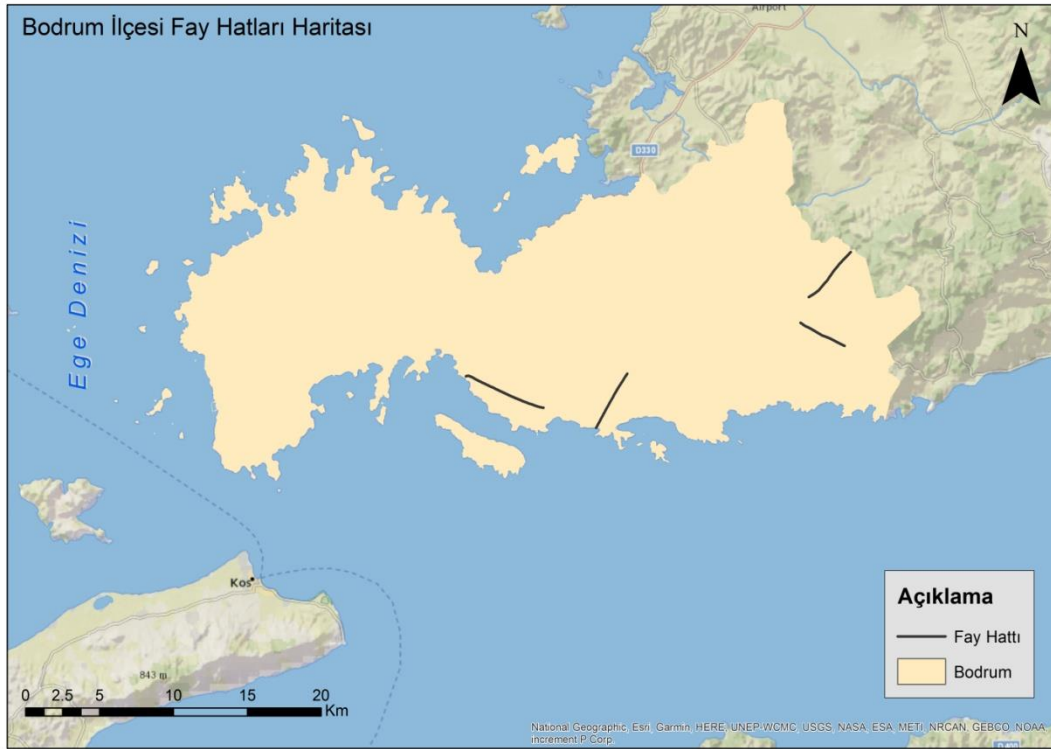 Bodrum İlçesi Fay Hatları Haritası
Airport
N
D330
Ege Denizi
Kos
843 m
Açıklama
Fay Hattı
Bodrum
0 2.5 5 10 15 20
Km
National Geographic, Esri, Garmin, HERE, UNEP-WCMC, USGS, NASA, ESA, METI, NRCAN, GEBCO, NOAA,
increment P Corp.
D400